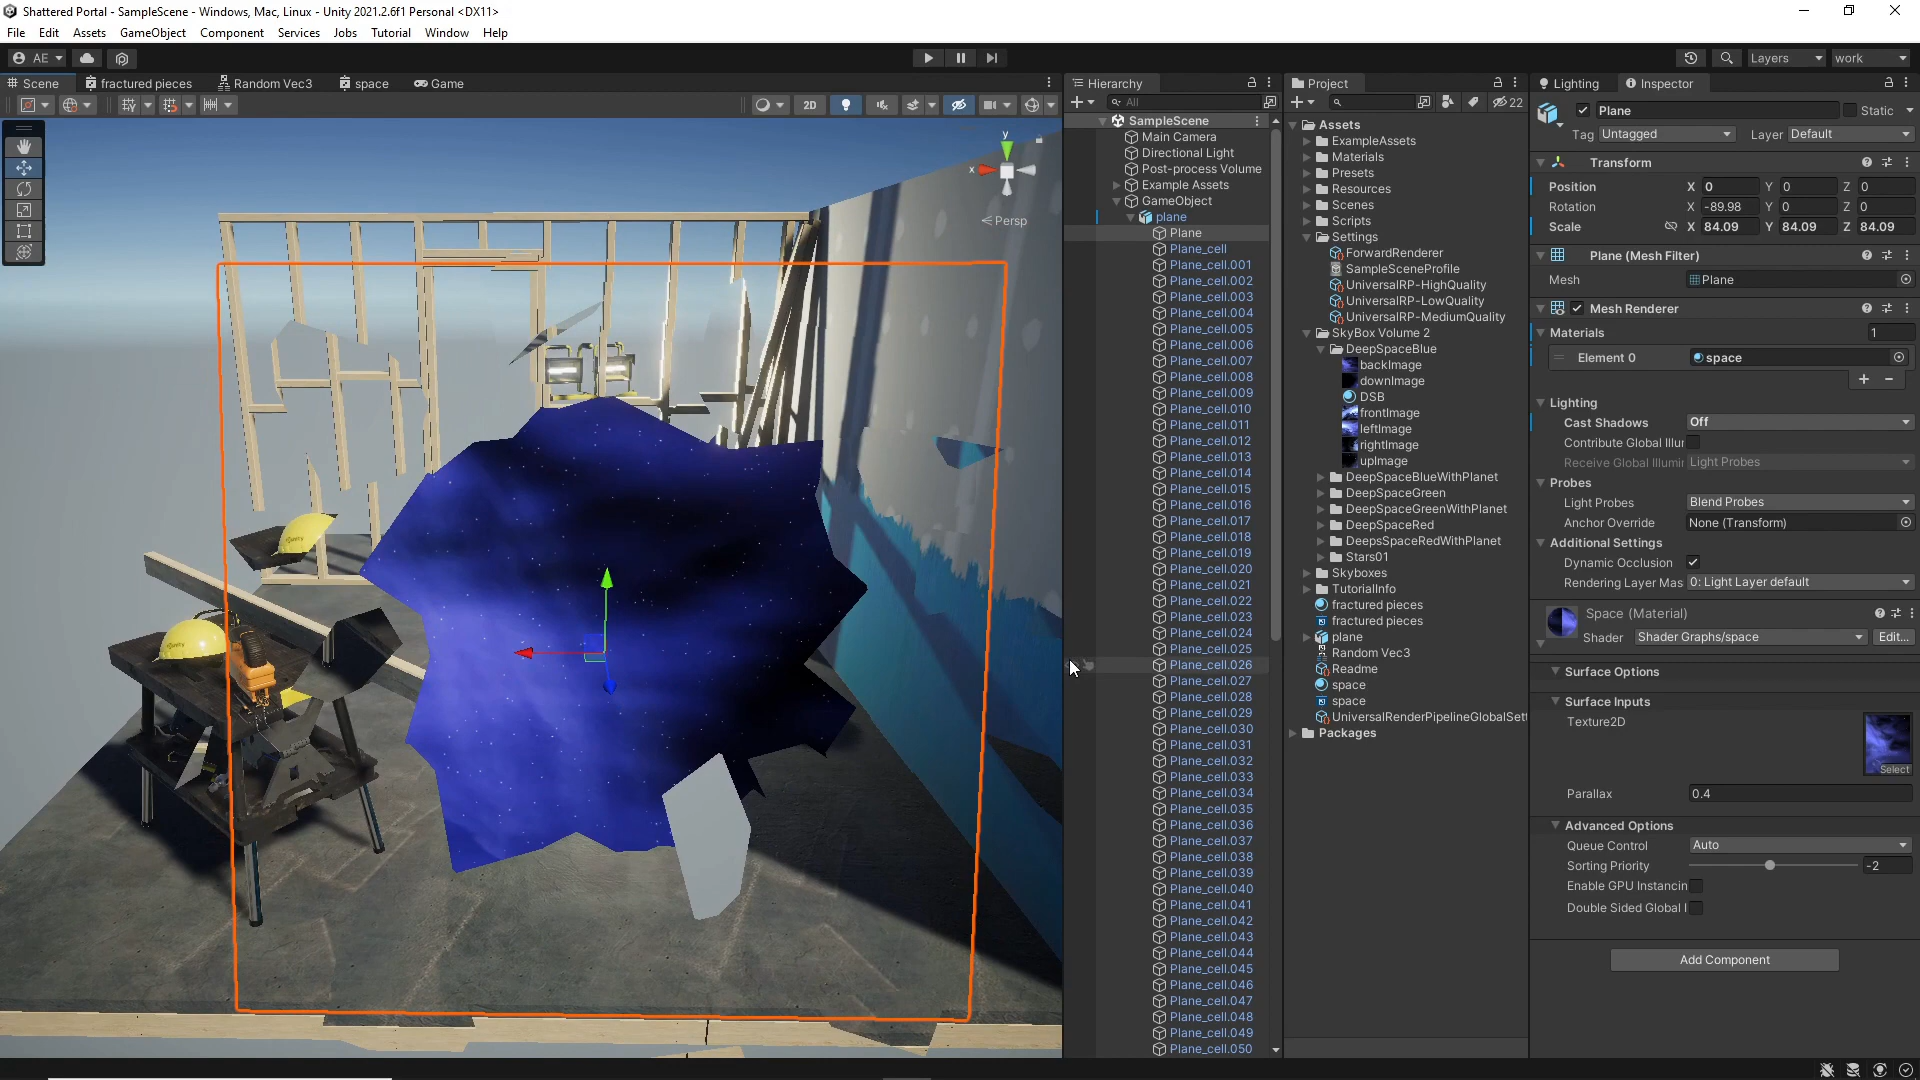 Shattered Portal - SampleScene - Windows, Mac, Linux - Unity 2021.2.6f1 Personal <DX11>
File Edit Assets GameObject Component Services Jobs Tutorial Window Help
AE
Layers
work
Scene
fractured pieces
Random Vec3
space
Game
2D
y
x
Persp
Hierarchy
All
SampleScene
Main Camera
Directional Light
Post-process Volume
Example Assets
GameObject
plane
Plane
Plane_cell
Plane_cell.001
Plane_cell.002
Plane_cell.003
Plane_cell.004
Plane_cell.005
Plane_cell.006
Plane_cell.007
Plane_cell.008
Plane_cell.009
Plane_cell.010
Plane_cell.011
Plane_cell.012
Plane_cell.013
Plane_cell.014
Plane_cell.015
Plane_cell.016
Plane_cell.017
Plane_cell.018
Plane_cell.019
Plane_cell.020
Plane_cell.021
Plane_cell.022
Plane_cell.023
Plane_cell.024
Plane_cell.025
Plane_cell.026
Plane_cell.027
Plane_cell.028
Plane_cell.029
Plane_cell.030
Plane_cell.031
Plane_cell.032
Plane_cell.033
Plane_cell.034
Plane_cell.035
Plane_cell.036
Plane_cell.037
Plane_cell.038
Plane_cell.039
Plane_cell.040
Plane_cell.041
Plane_cell.042
Plane_cell.043
Plane_cell.044
Plane_cell.045
Plane_cell.046
Plane_cell.047
Plane_cell.048
Plane_cell.049
Plane_cell.050
Project
22
Assets
ExampleAssets
Materials
Presets
Resources
Scenes
Scripts
Settings
ForwardRenderer
SampleSceneProfile
UniversalRP-HighQuality
UniversalRP-LowQuality
UniversalRP-MediumQuality
SkyBox Volume 2
DeepSpaceBlue
backImage
downImage
DSB
frontImage
leftImage
rightImage
upImage
DeepSpaceBlueWithPlanet
DeepSpaceGreen
DeepSpaceGreenWithPlanet
DeepSpaceRed
DeepsSpaceRedWithPlanet
Stars01
Skyboxes
TutorialInfo
fractured pieces
fractured pieces
plane
Random Vec3
Readme
space
space
UniversalRenderPipelineGlobalSett
Packages
Lighting
Inspector
Plane
Static
Tag Untagged
Layer Default
Transform
Position X 0 Y 0 Z 0
Rotation X -89.98 Y 0 Z 0
Scale X 84.09 Y 84.09 Z 84.09
Plane (Mesh Filter)
Mesh Plane
Mesh Renderer
Materials 1
Element 0 space
Lighting
Cast Shadows Off
Contribute Global Illur
Receive Global Illumin Light Probes
Probes
Light Probes Blend Probes
Anchor Override None (Transform)
Additional Settings
Dynamic Occlusion
Rendering Layer Mas 0: Light Layer default
Space (Material)
Shader Shader Graphs/space Edit...
Surface Options
Surface Inputs
Texture2D
Select
Parallax 0.4
Advanced Options
Queue Control Auto
Sorting Priority -2
Enable GPU Instancin
Double Sided Global I
Add Component